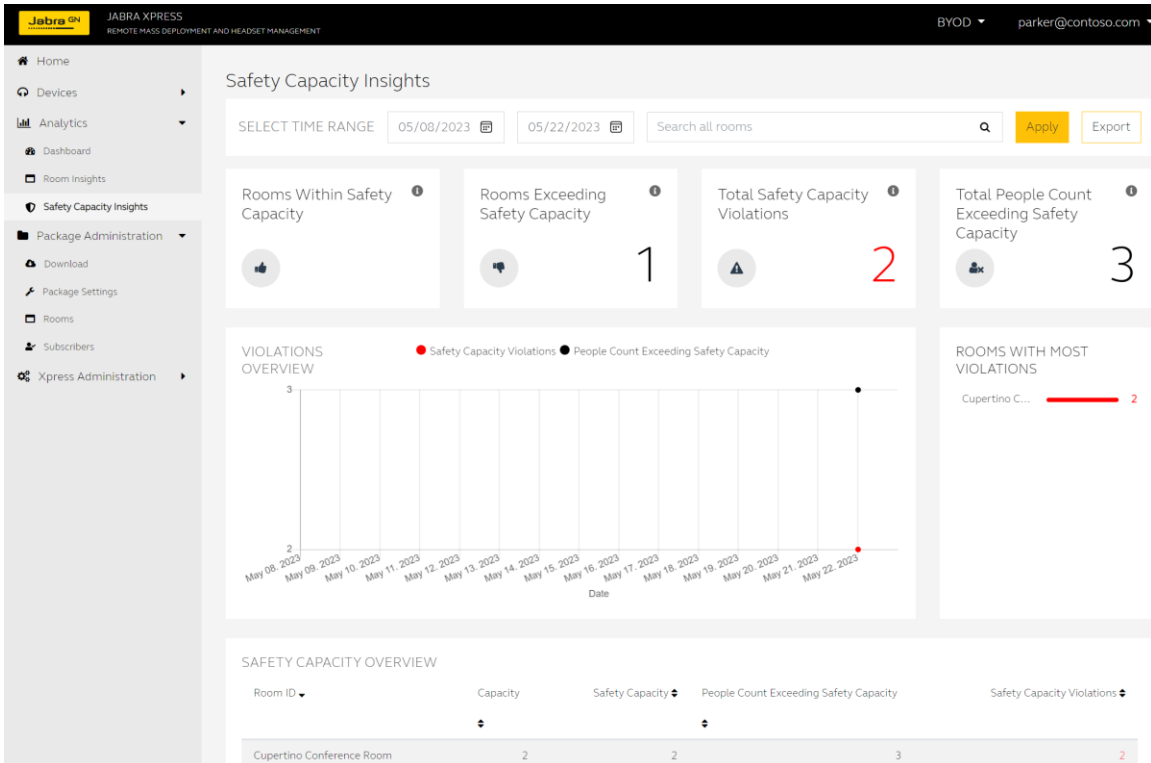 Jabra GN
JABRA XPRESS
REMOTE MASS DEPLOYMENT AND HEADSET MANAGEMENT
BYOD
parker@contoso.com
Home
Devices
Analytics
Dashboard
Room Insights
Safety Capacity Insights
Package Administration
Download
Package Settings
Rooms
Subscribers
Xpress Administration
Safety Capacity Insights
SELECT TIME RANGE
05/08/2023
05/22/2023
Search all rooms
Apply
Export
Rooms Within Safety
Capacity
Rooms Exceeding
Safety Capacity
1
Total Safety Capacity
Violations
2
Total People Count
Exceeding Safety
Capacity
3
VIOLATIONS
OVERVIEW
Safety Capacity Violations
People Count Exceeding Safety Capacity
3
2
May 08. 2023
May 09. 2023
May 10. 2023
May 11. 2023
May 12. 2023
May 13. 2023
May 14. 2023
May 15. 2023
May 16. 2023
May 17. 2023
May 18. 2023
May 19. 2023
May 20. 2023
May 21. 2023
May 22. 2023
Date
ROOMS WITH MOST
VIOLATIONS
Cupertino C... 2
SAFETY CAPACITY OVERVIEW
Room ID Capacity Safety Capacity People Count Exceeding Safety Capacity Safety Capacity Violations
Cupertino Conference Room 2 2 3 2